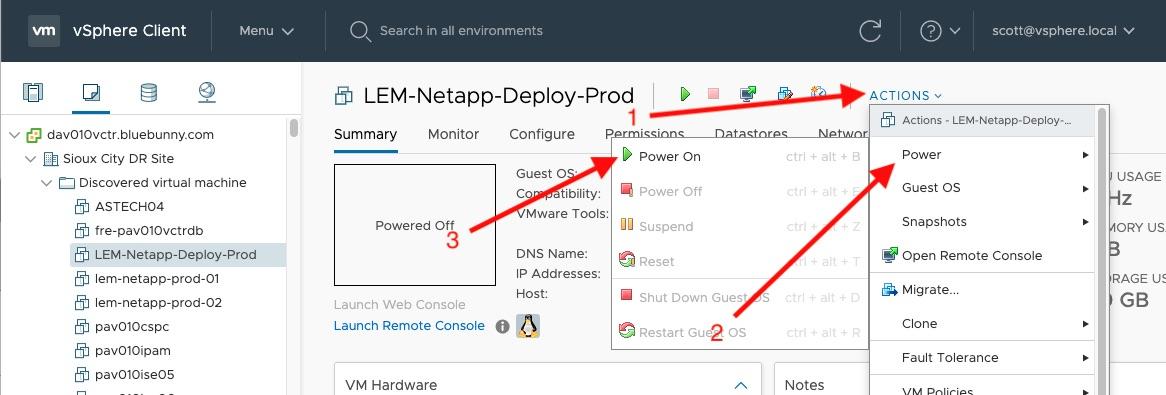 vm vSphere Client Menu Search in all environments scott@vsphere.local
LEM-Netapp-Deploy-Prod
1
ACTIONS
Summary Monitor Configure Permissions Datastores Networ
Actions - LEM-Netapp-Deploy-...
Power
Guest OS
Snapshots
Open Remote Console
Migrate...
Clone
Fault Tolerance
VM Policies
2
Power On ctrl + alt + B
Power Off ctrl + alt + E
Suspend ctrl + alt + Z
Reset ctrl + alt + T
Shut Down Guest OS ctrl + alt + D
Restart Guest OS ctrl + alt + R
3
dav010vctr.bluebunny.com
Sioux City DR Site
Discovered virtual machine
ASTECH04
fre-pav010vctrdb
LEM-Netapp-Deploy-Prod
lem-netapp-prod-01
lem-netapp-prod-02
pav010cspc
pav010ipam
pav010ise05
Powered Off
Launch Web Console
Launch Remote Console
Guest OS:
Compatibility:
VMware Tools:
DNS Name:
IP Addresses:
Host:
VM Hardware
Notes
U USAGE
Hz
MORY US
B
ORAGE US
GB